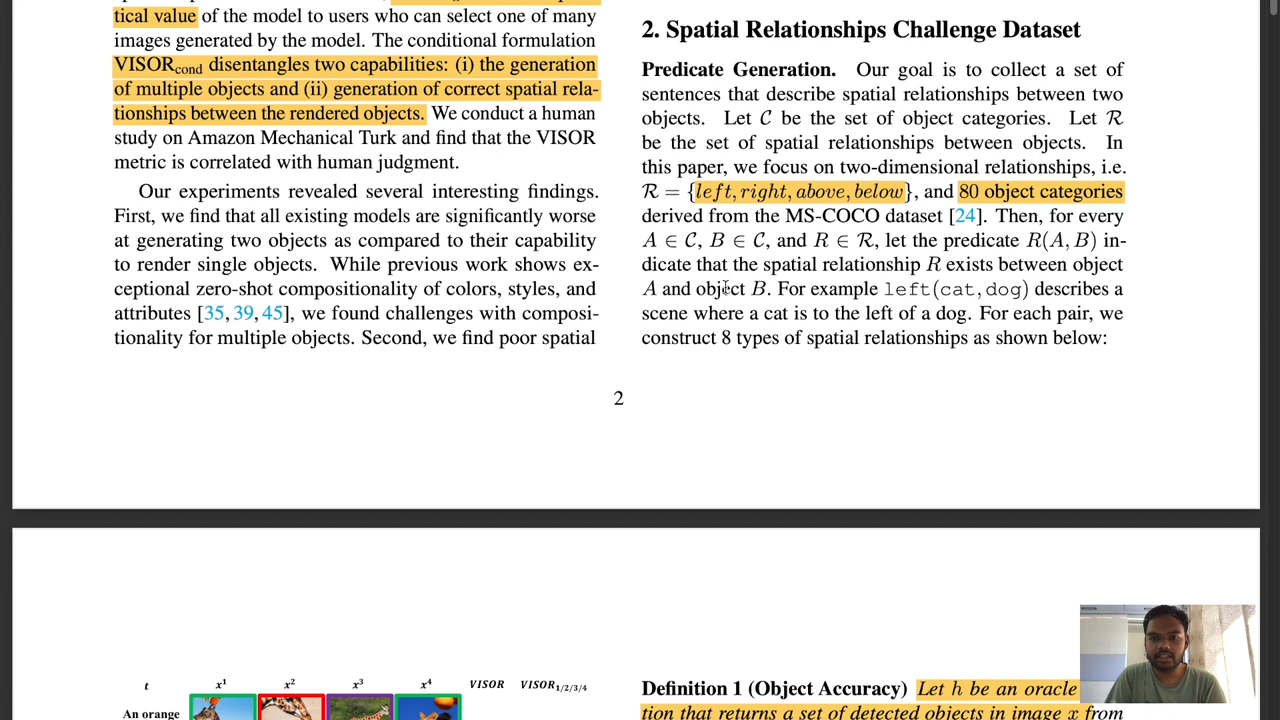 tical value of the model to users who can select one of many
images generated by the model. The conditional formulation
VISORcond disentangles two capabilities: (i) the generation
of multiple objects and (ii) generation of correct spatial rela-
tionships between the rendered objects. We conduct a human
study on Amazon Mechanical Turk and find that the VISOR
metric is correlated with human judgment.
Our experiments revealed several interesting findings.
First, we find that all existing models are significantly worse
at generating two objects as compared to their capability
to render single objects. While previous work shows ex-
ceptional zero-shot compositionality of colors, styles, and
attributes [35, 39, 45], we found challenges with composi-
tionality for multiple objects. Second, we find poor spatial
2. Spatial Relationships Challenge Dataset
Predicate Generation. Our goal is to collect a set of
sentences that describe spatial relationships between two
objects. Let C be the set of object categories. Let R
be the set of spatial relationships between objects. In
this paper, we focus on two-dimensional relationships, i.e.
R = {left, right, above, below}, and 80 object categories
derived from the MS-COCO dataset [24]. Then, for every
A ∈ C, B ∈ C, and R ∈ R, let the predicate R(A, B) in-
dicate that the spatial relationship R exists between object
A and object B. For example left(cat,dog) describes a
scene where a cat is to the left of a dog. For each pair, we
construct 8 types of spatial relationships as shown below:
2
t x¹ x² x³ x⁴ VISOR VISOR1/2/3/4
An orange
Definition 1 (Object Accuracy) Let h be an oracle
tion that returns a set of detected objects in image x from